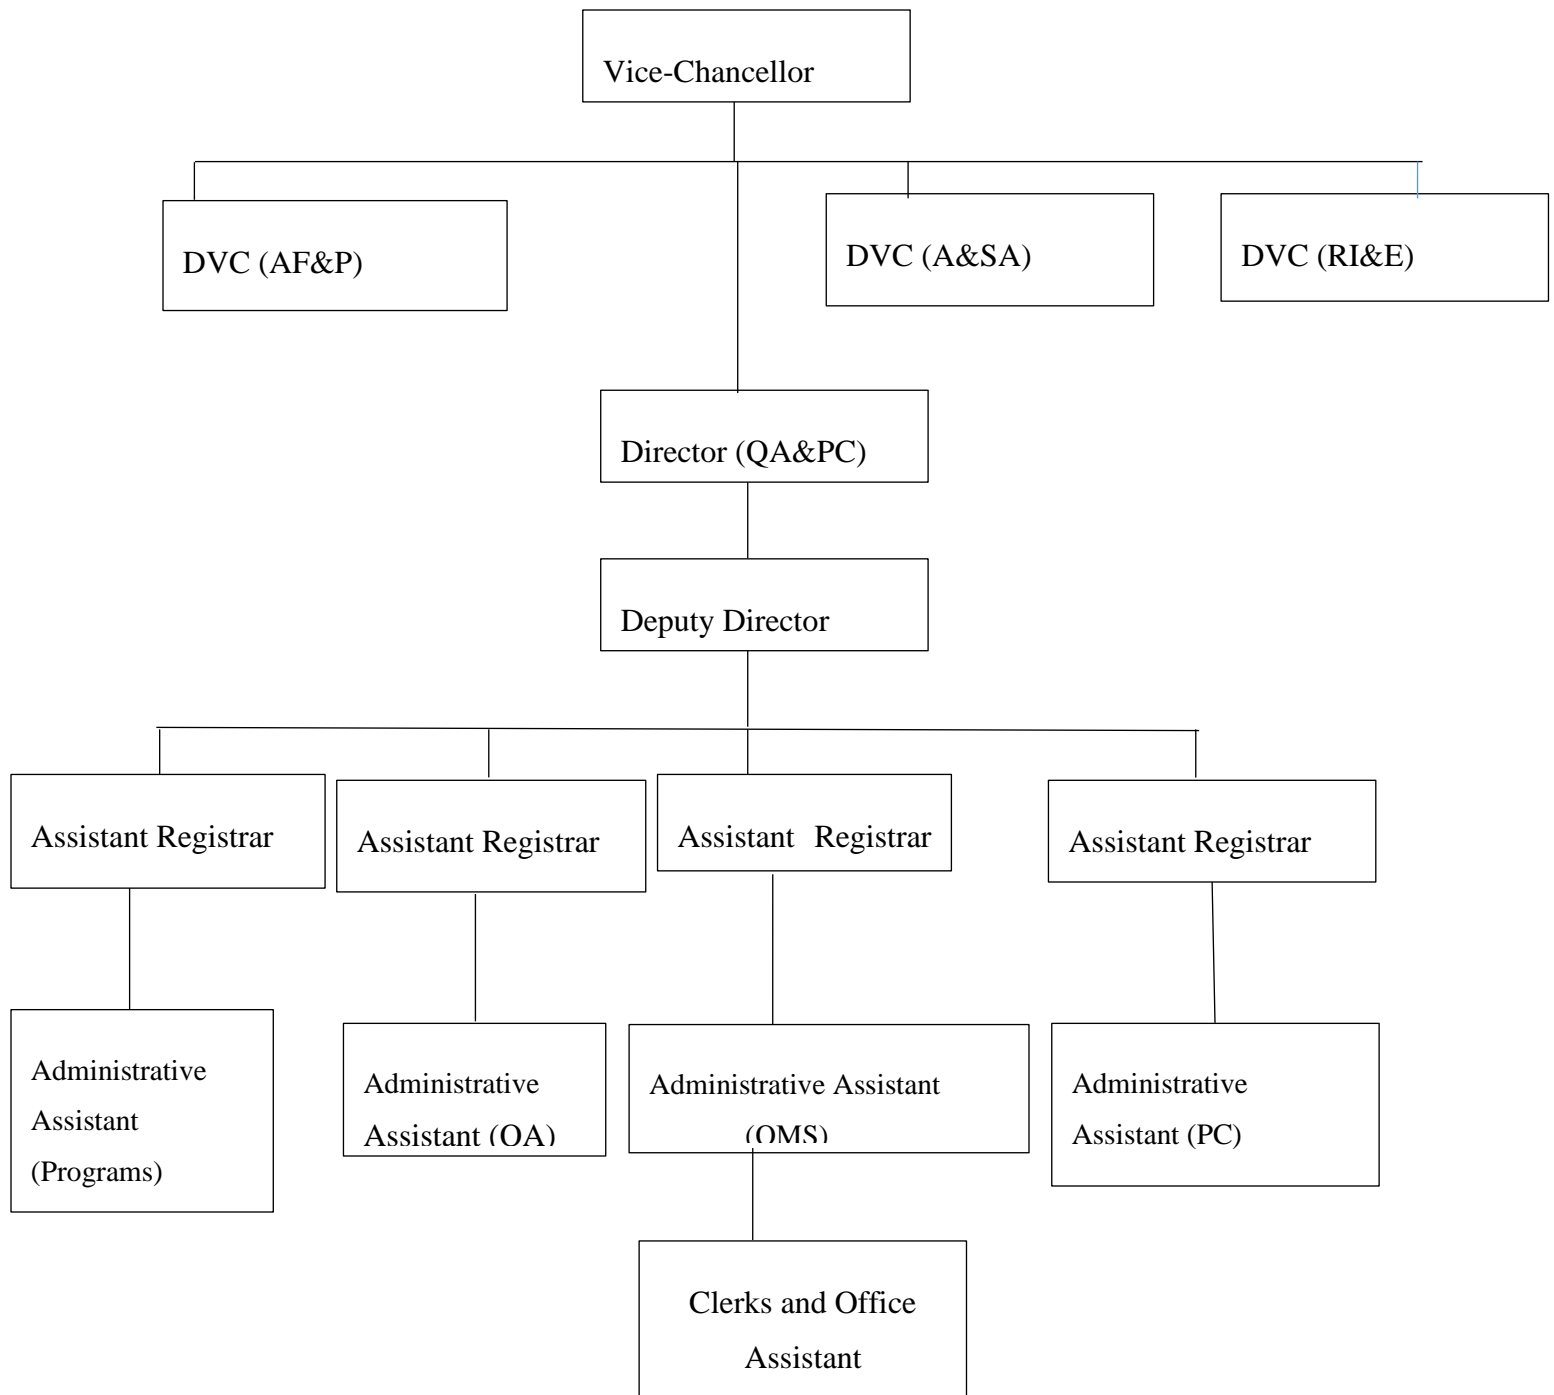 Vice-Chancellor
DVC (AF&P)
DVC (A&SA)
DVC (RI&E)
Director (QA&PC)
Deputy Director
Assistant Registrar
Assistant Registrar
Assistant Registrar
Assistant Registrar
Administrative
Assistant
(Programs)
Administrative
Assistant (QA)
Administrative Assistant
(QMS)
Administrative
Assistant (PC)
Clerks and Office
Assistant